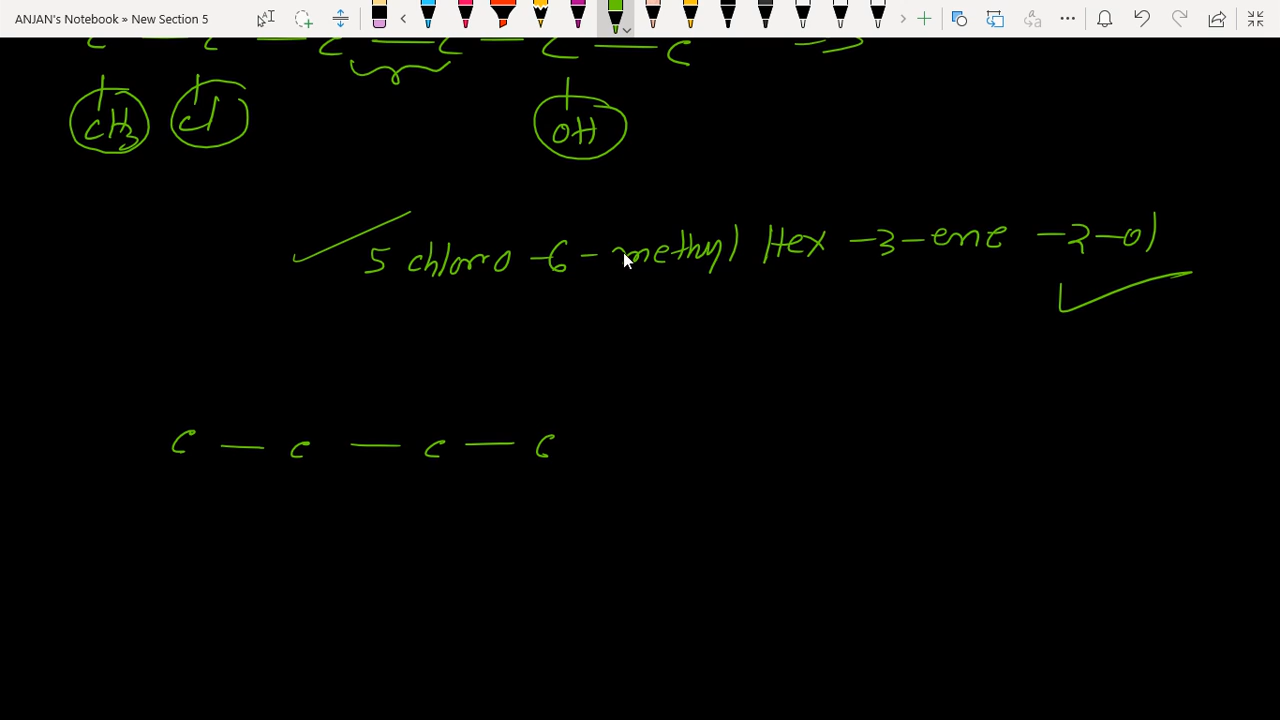 ANJAN's Notebook » New Section 5
c — c — c — c — c — c
CH3 Cl OH
5 chloro -6 - methyl Hex -3-ene -2-ol
c — c — c — c